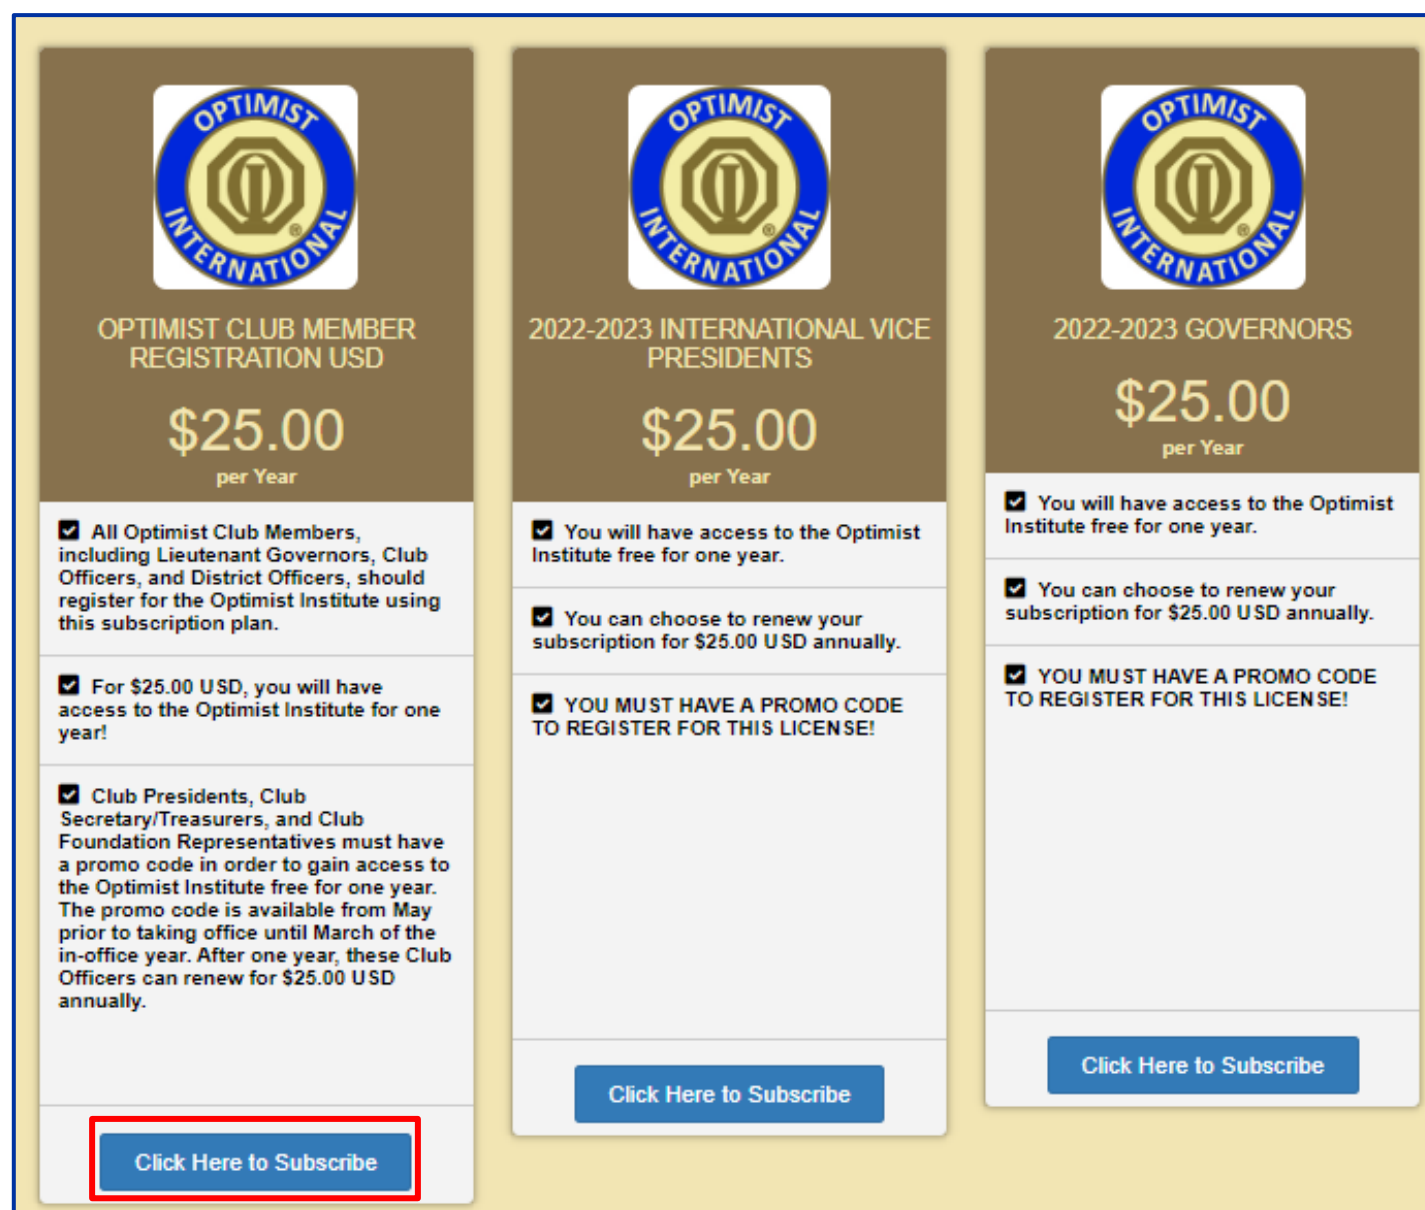 OPTIMIST
INTERNATIONAL
®
OPTIMIST CLUB MEMBER
REGISTRATION USD
$25.00
per Year
All Optimist Club Members,
including Lieutenant Governors, Club
Officers, and District Officers, should
register for the Optimist Institute using
this subscription plan.
For $25.00 USD, you will have
access to the Optimist Institute for one
year!
Club Presidents, Club
Secretary/Treasurers, and Club
Foundation Representatives must have
a promo code in order to gain access to
the Optimist Institute free for one year.
The promo code is available from May
prior to taking office until March of the
in-office year. After one year, these Club
Officers can renew for $25.00 USD
annually.
Click Here to Subscribe
OPTIMIST
INTERNATIONAL
®
2022-2023 INTERNATIONAL VICE
PRESIDENTS
$25.00
per Year
You will have access to the Optimist
Institute free for one year.
You can choose to renew your
subscription for $25.00 USD annually.
YOU MUST HAVE A PROMO CODE
TO REGISTER FOR THIS LICENSE!
Click Here to Subscribe
OPTIMIST
INTERNATIONAL
®
2022-2023 GOVERNORS
$25.00
per Year
You will have access to the Optimist
Institute free for one year.
You can choose to renew your
subscription for $25.00 USD annually.
YOU MUST HAVE A PROMO CODE
TO REGISTER FOR THIS LICENSE!
Click Here to Subscribe